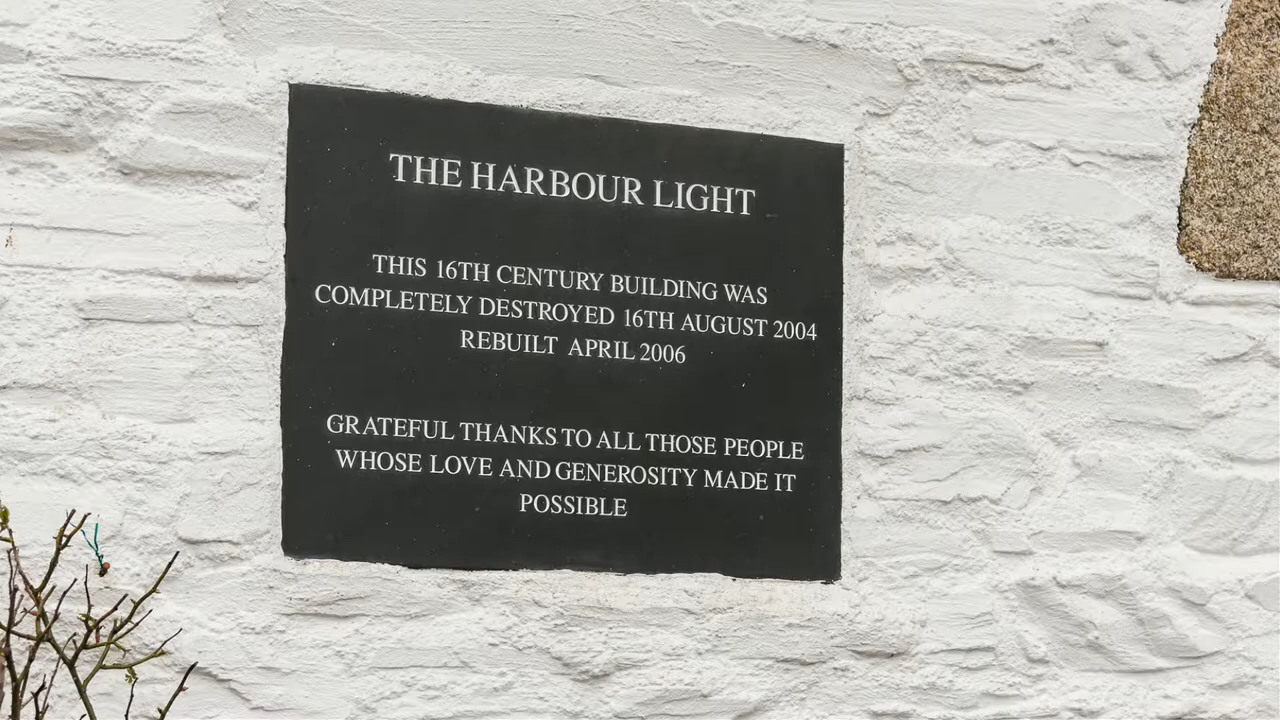 THE HARBOUR LIGHT
THIS 16TH CENTURY BUILDING WAS
COMPLETELY DESTROYED 16TH AUGUST 2004
REBUILT APRIL 2006
GRATEFUL THANKS TO ALL THOSE PEOPLE
WHOSE LOVE AND GENEROSITY MADE IT
POSSIBLE